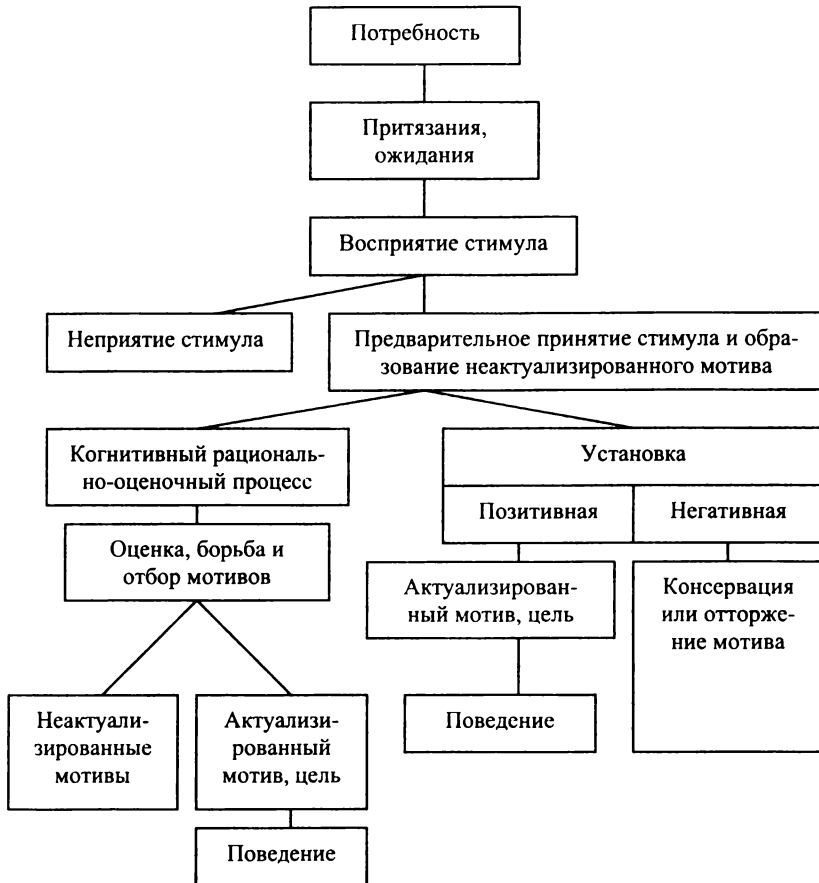 Потребность
Притязания,
ожидания
Восприятие стимула
Неприятие стимула
Предварительное принятие стимула и обра-
зование неактуализированного мотива
Когнитивный рациональ-
но-оценочный процесс
Установка
Позитивная
Негативная
Оценка, борьба и
отбор мотивов
Актуализирован-
ный мотив, цель
Консервация
или отторже-
ние мотива
Неактуали-
зированные
мотивы
Актуализи-
рованный
мотив, цель
Поведение
Поведение